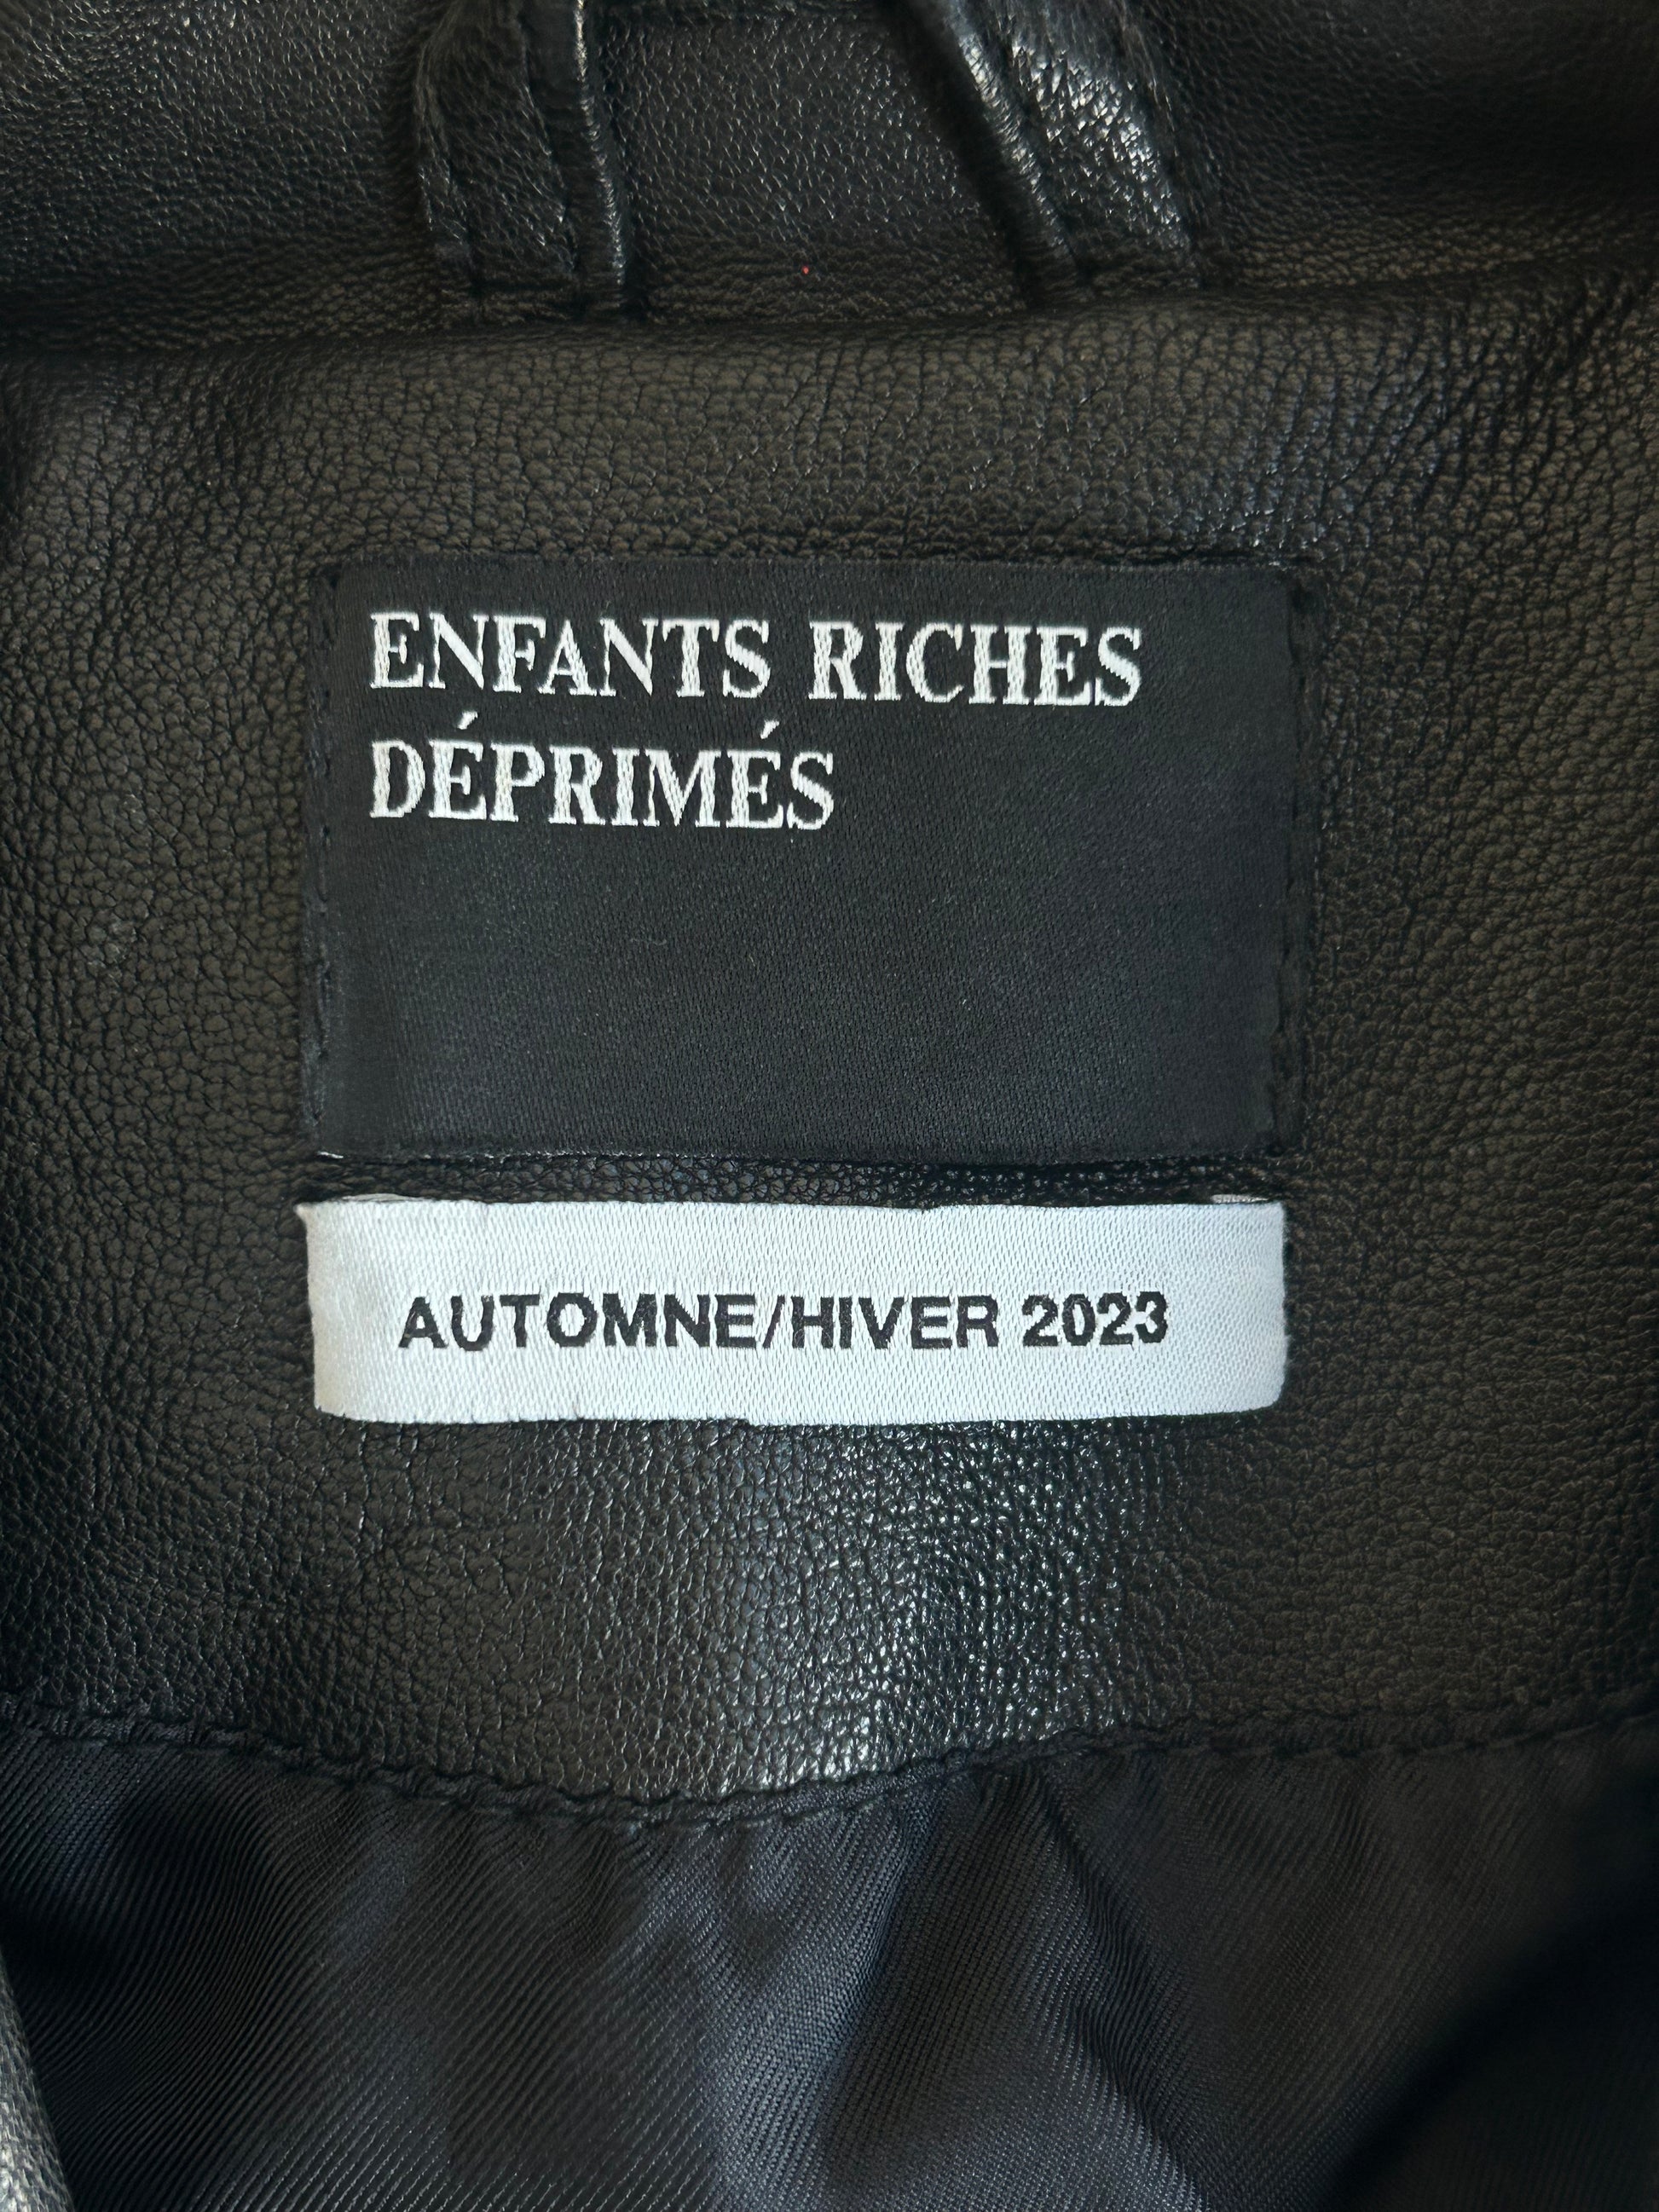 ENFANTS RICHES
DÉPRIMÉS
AUTOMNE/HIVER 2023